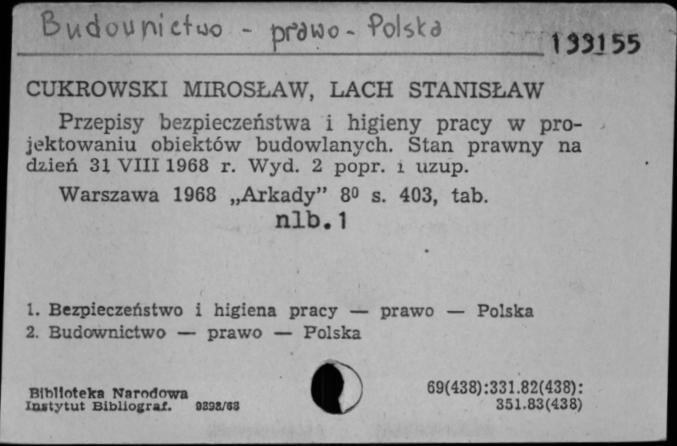 Budownictwo - prawo - Polska
133155
CUKROWSKI MIROSŁAW, LACH STANISŁAW
Przepisy bezpieczeństwa i higieny pracy w pro-
jektowaniu obiektów budowlanych. Stan prawny na
dzień 31 VIII 1968 r. Wyd. 2 popr. i uzup.
Warszawa 1968 „Arkady” 8⁰ s. 403, tab.
nlb. 1
1. Bezpieczeństwo i higiena pracy — prawo — Polska
2. Budownictwo — prawo — Polska
Biblioteka Narodowa
Instytut Bibliograf. 9898/68
69(438):331.82(438):
351.83(438)